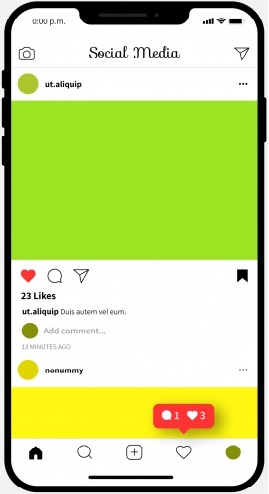 0:00 p.m.
Social Media
ut.aliquip
23 Likes
ut.aliquip Duis autem vel eum.
Add comment...
13 MINUTES AGO
nonummy
1 3